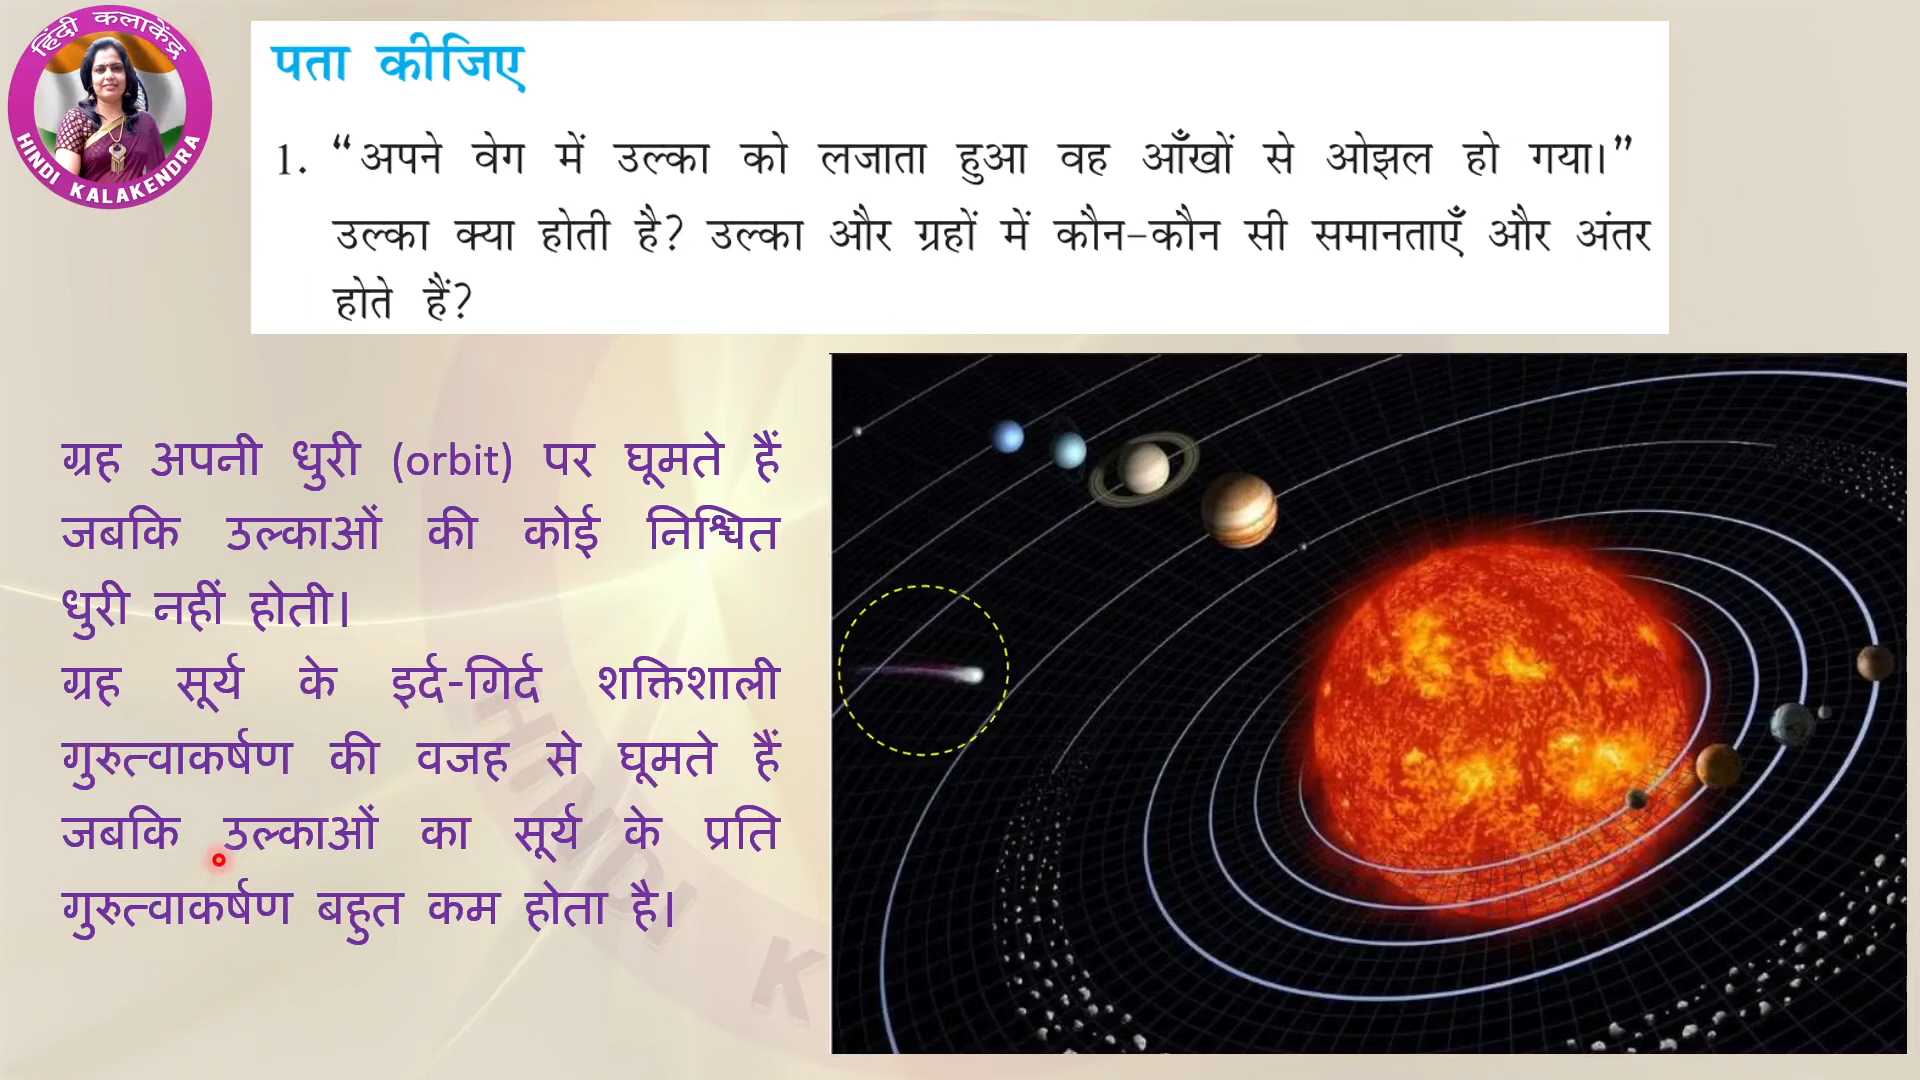 हिंदी कलाकेंद्र
HINDI KALAKENDRA
पता कीजिए
1. “अपने वेग में उल्का को लजाता हुआ वह आँखों से ओझल हो गया।”
उल्का क्या होती है? उल्का और ग्रहों में कौन-कौन सी समानताएँ और अंतर
होते हैं?
ग्रह अपनी धुरी (orbit) पर घूमते हैं
जबकि उल्काओं की कोई निश्चित
धुरी नहीं होती।
ग्रह सूर्य के इर्द-गिर्द शक्तिशाली
गुरुत्वाकर्षण की वजह से घूमते हैं
जबकि उल्काओं का सूर्य के प्रति
गुरुत्वाकर्षण बहुत कम होता है।
HINDI K